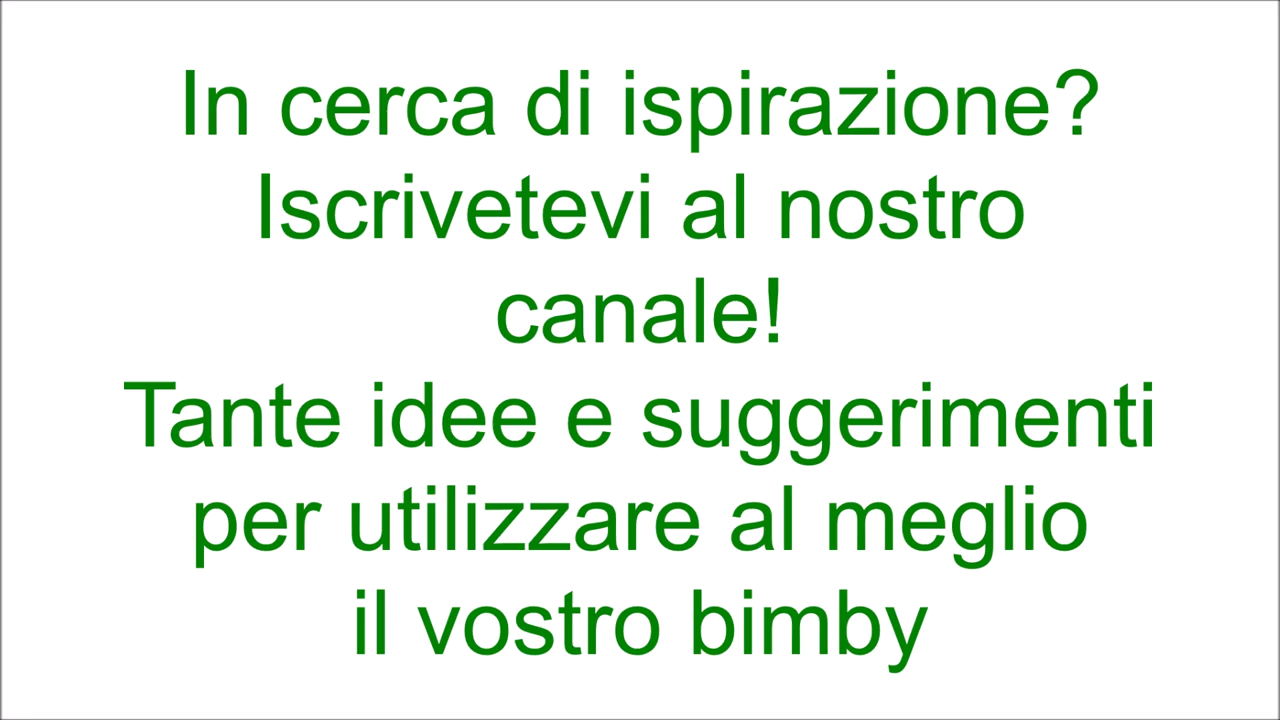 In cerca di ispirazione?
Iscrivetevi al nostro
canale!
Tante idee e suggerimenti
per utilizzare al meglio
il vostro bimby